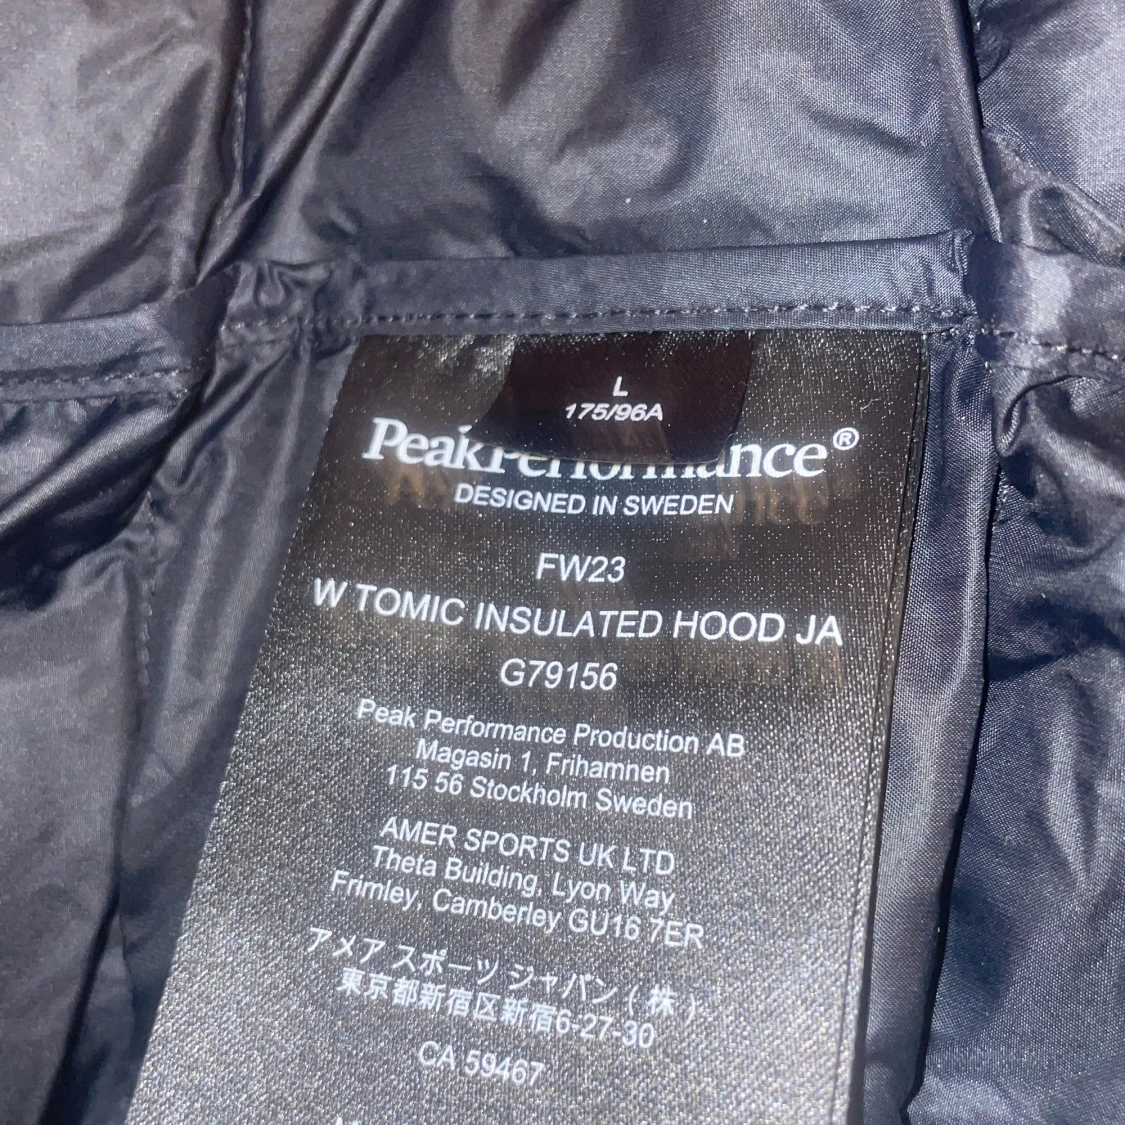 L
175/96A
PeakPerformance®
DESIGNED IN SWEDEN
FW23
W TOMIC INSULATED HOOD JA
G79156
Peak Performance Production AB
Magasin 1, Frihamnen
115 56 Stockholm Sweden
AMER SPORTS UK LTD
Theta Building, Lyon Way
Frimley, Camberley GU16 7ER
アメア スポーツ ジャパン (株)
東京都新宿区新宿6-27-30
CA 59467